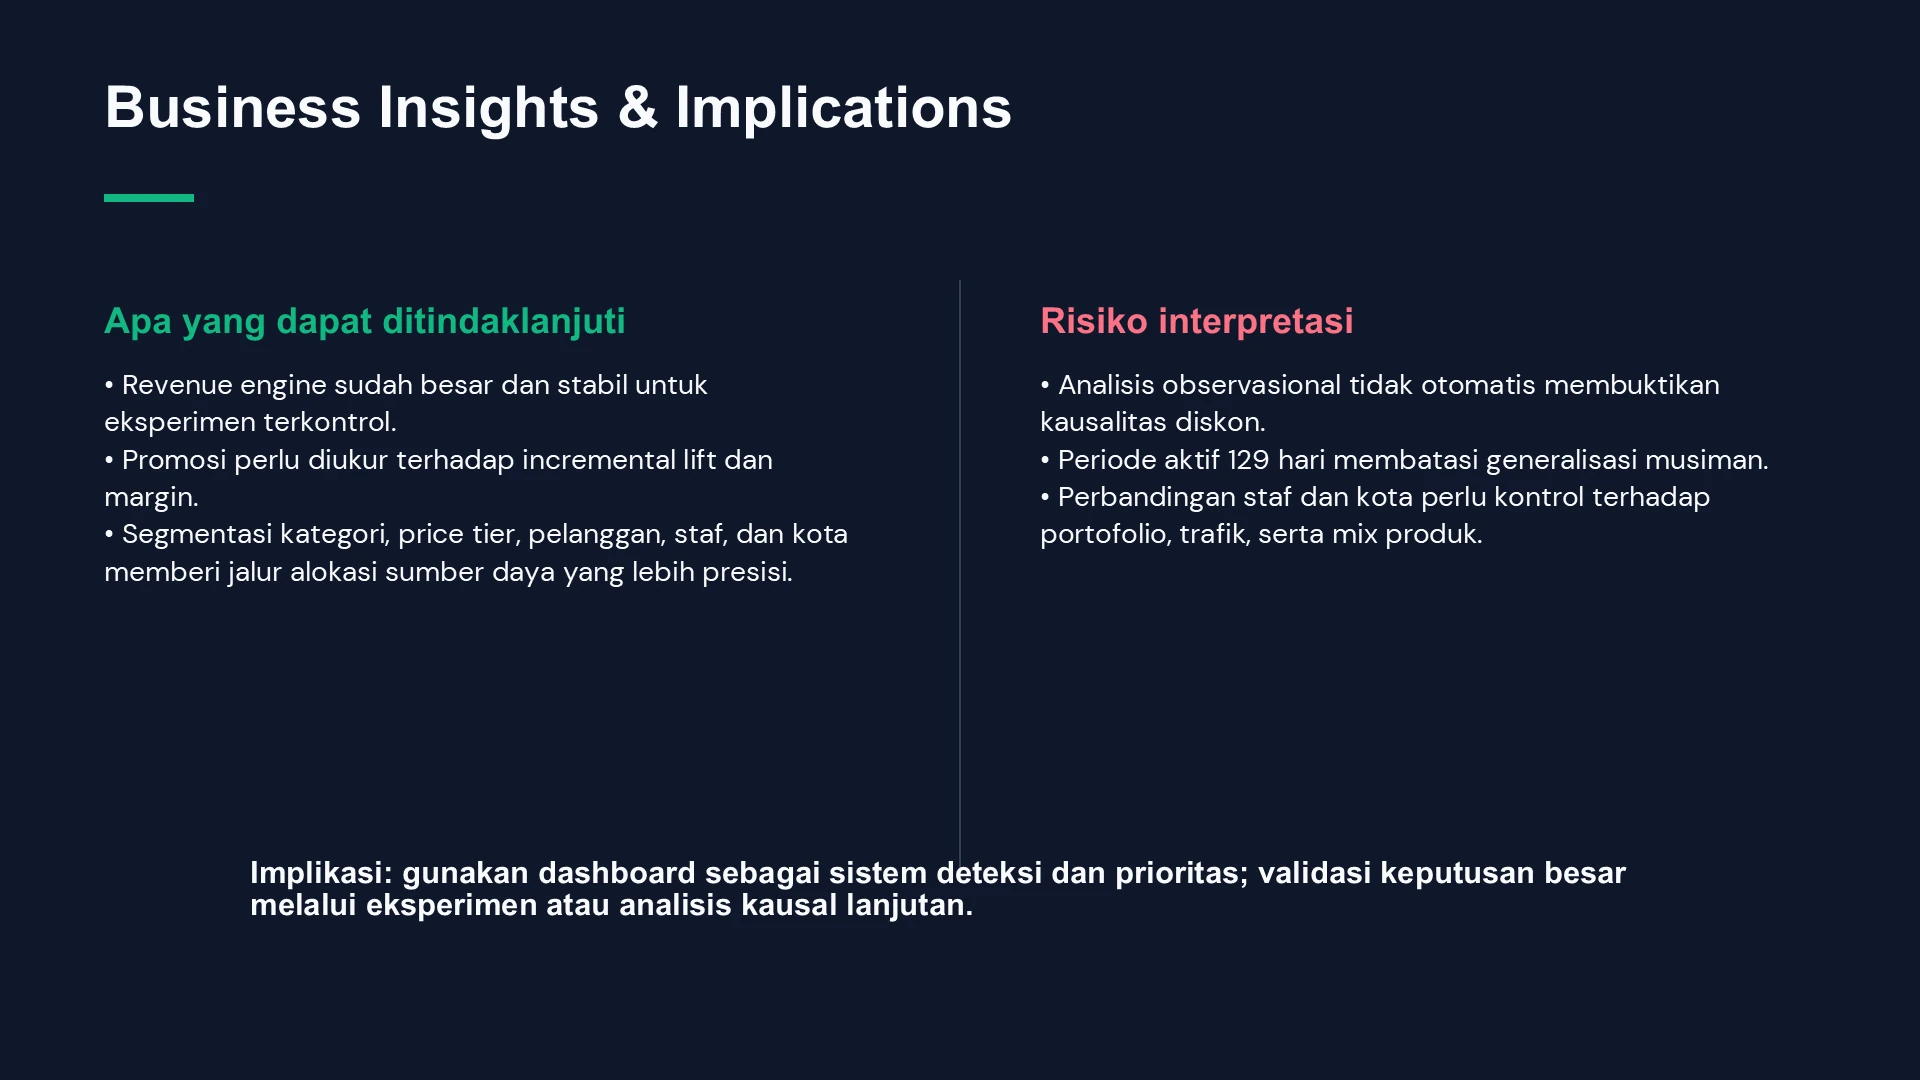 Business Insights & Implications
Apa yang dapat ditindaklanjuti
• Revenue engine sudah besar dan stabil untuk
eksperimen terkontrol.
• Promosi perlu diukur terhadap incremental lift dan
margin.
• Segmentasi kategori, price tier, pelanggan, staf, dan kota
memberi jalur alokasi sumber daya yang lebih presisi.
Risiko interpretasi
• Analisis observasional tidak otomatis membuktikan
kausalitas diskon.
• Periode aktif 129 hari membatasi generalisasi musiman.
• Perbandingan staf dan kota perlu kontrol terhadap
portofolio, trafik, serta mix produk.
Implikasi: gunakan dashboard sebagai sistem deteksi dan prioritas; validasi keputusan besar
melalui eksperimen atau analisis kausal lanjutan.